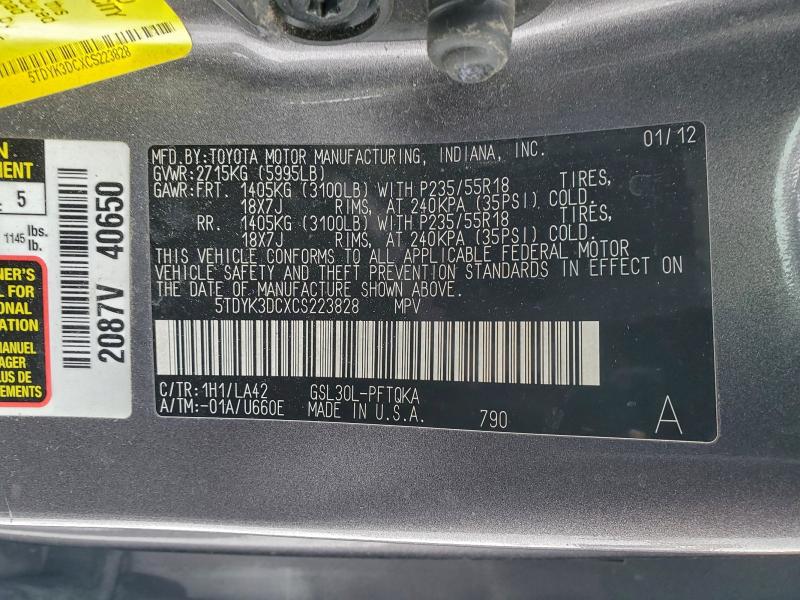 CITY
5TDYK3DCXCS223828
5
1145 lbs.
lb.
NER'S
MANUEL
2087V 40650
MFD.BY:TOYOTA MOTOR MANUFACTURING, INDIANA, INC. 01/12
GVWR:2715KG (5995LB)
GAWR:FRT. 1405KG (3100LB) WITH P235/55R18 TIRES,
18X7J RIMS, AT 240KPA (35PSI) COLD.
RR. 1405KG (3100LB) WITH P235/55R18 TIRES,
18X7J RIMS, AT 240KPA (35PSI) COLD.
THIS VEHICLE CONFORMS TO ALL APPLICABLE FEDERAL MOTOR
VEHICLE SAFETY AND THEFT PREVENTION STANDARDS IN EFFECT ON
THE DATE OF MANUFACTURE SHOWN ABOVE.
5TDYK3DCXCS223828 MPV
C/TR:1H1/LA42 GSL30L-PFTQKA
A/TM:-01A/U660E MADE IN U.S.A. 790 A